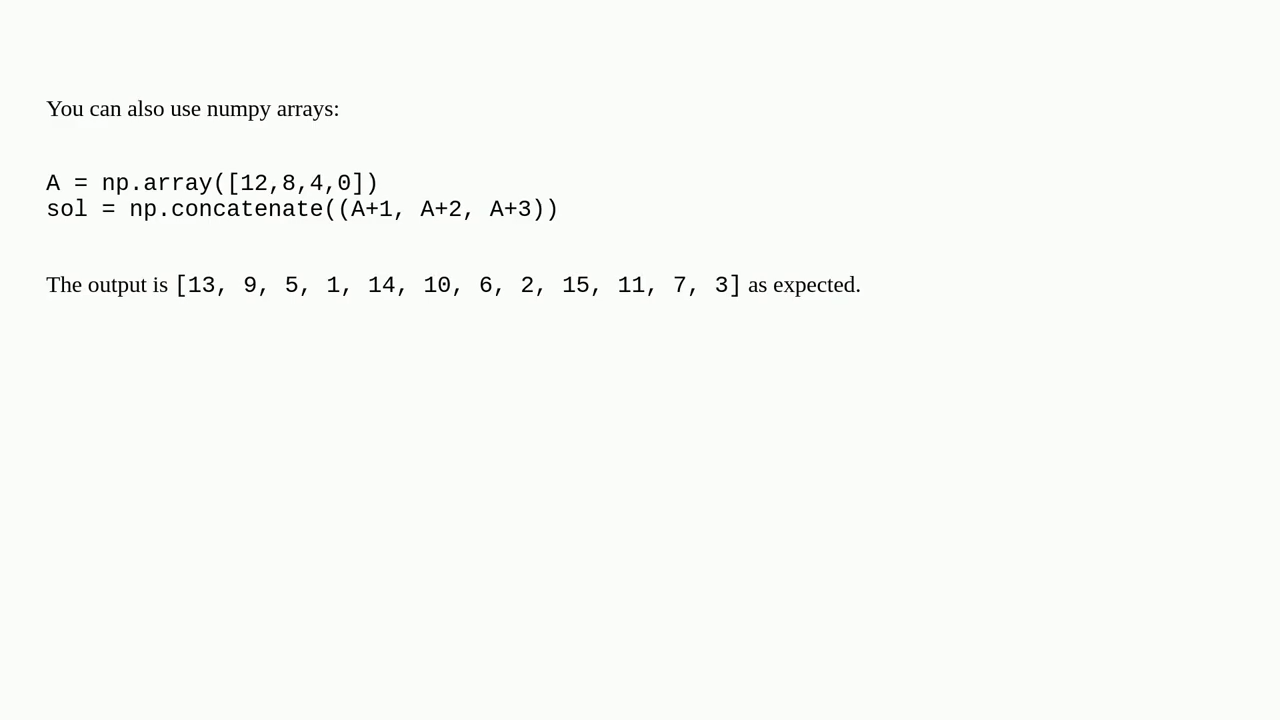 You can also use numpy arrays:
A = np.array([12,8,4,0])
sol = np.concatenate((A+1, A+2, A+3))
The output is [13, 9, 5, 1, 14, 10, 6, 2, 15, 11, 7, 3] as expected.